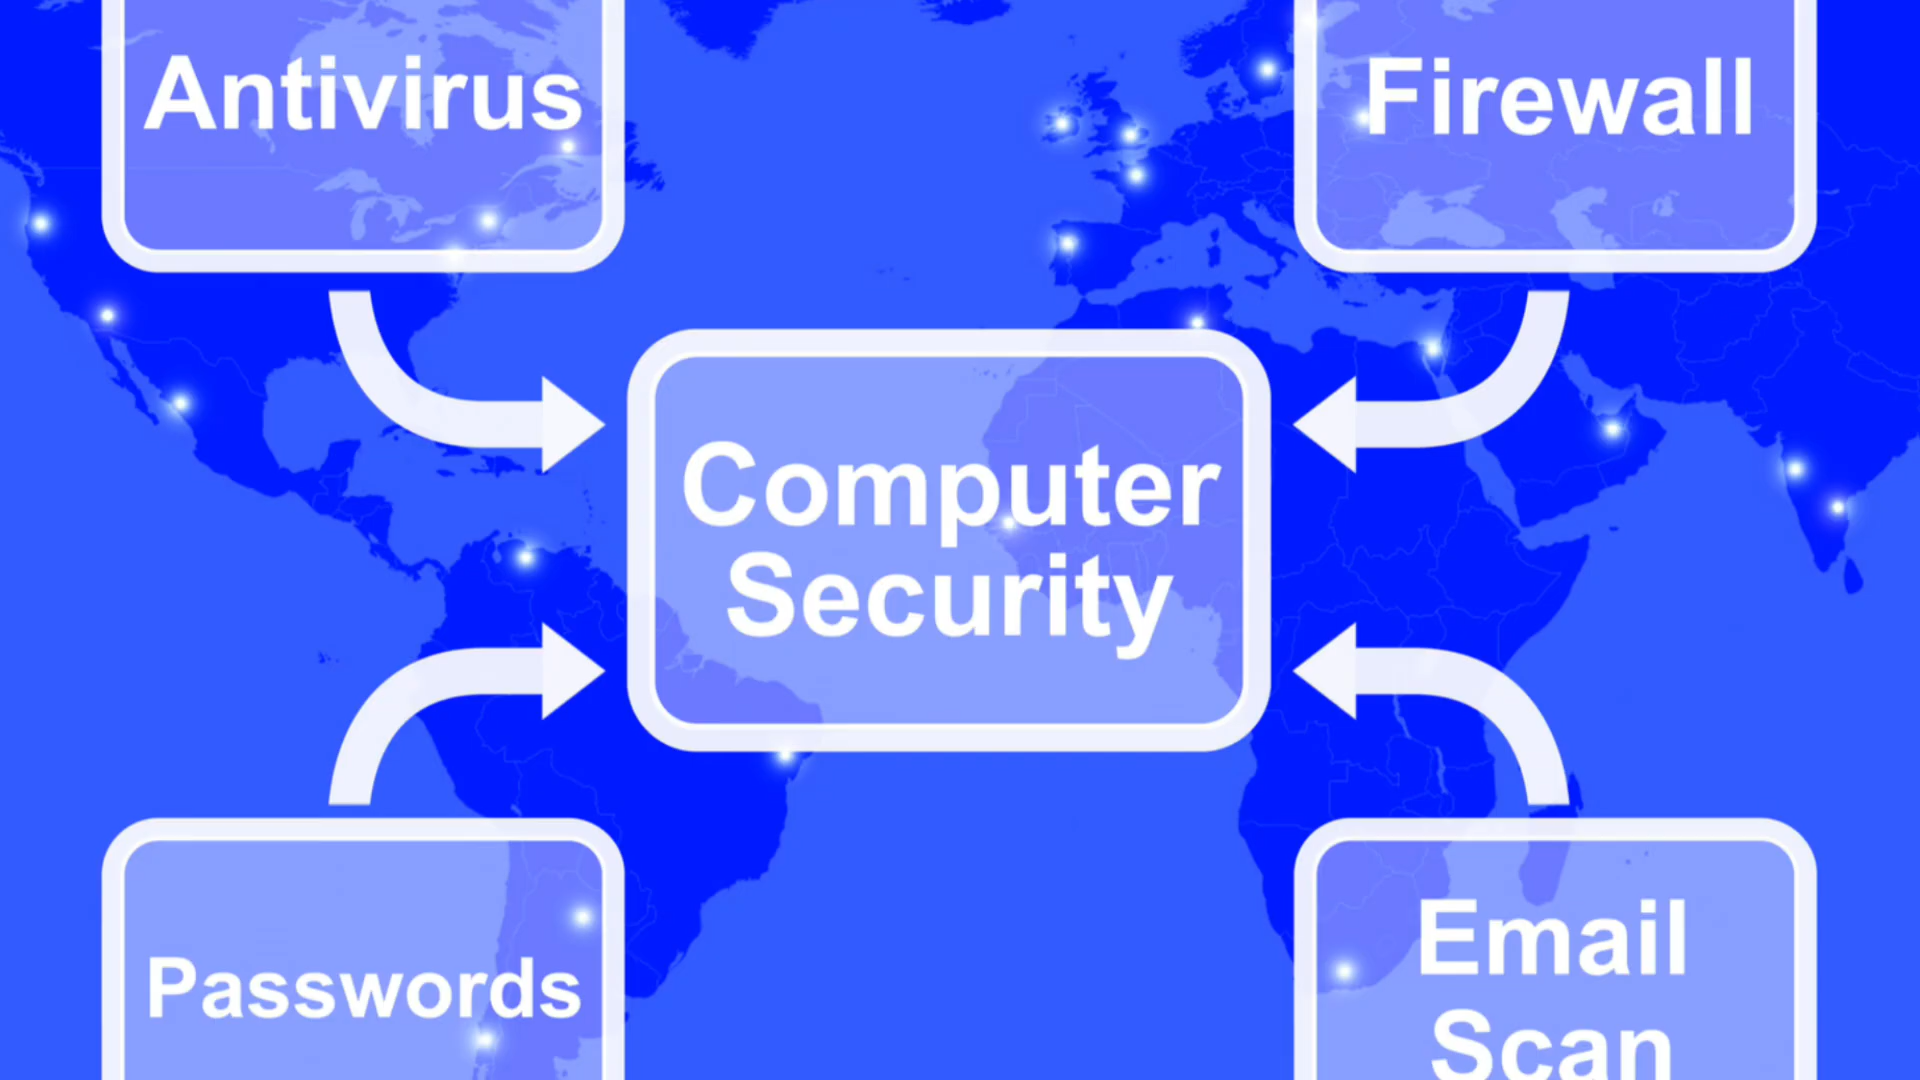 Antivirus
Firewall
Computer
Security
Passwords
Email
Scan